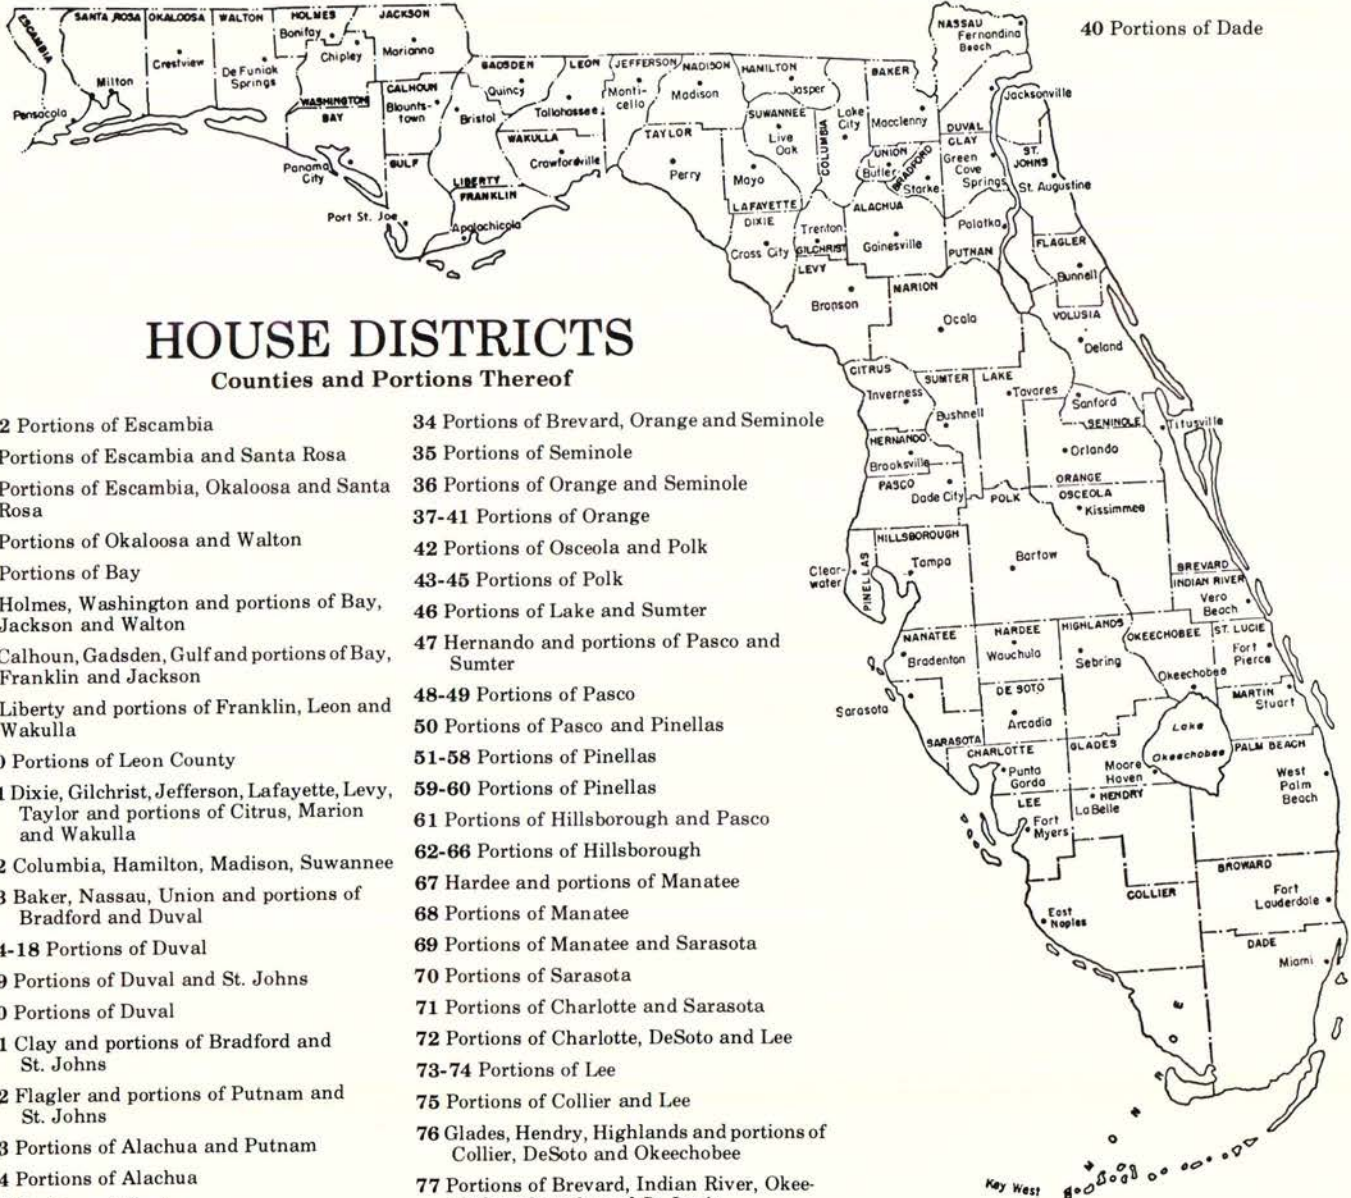 40 Portions of Dade
ESCAMBIA
SANTA ROSA
OKALOOSA
WALTON
HOLMES
Bonifay
JACKSON
Crestview
De Funiak
Springs
Chipley
Marianna
Milton
Pensacola
WASHINGTON
BAY
CALHOUN
Blounts-
town
GADSDEN
Quincy
LEON
Tallahassee
JEFFERSON
Monti-
cello
MADISON
Madison
HAMILTON
Jasper
BAKER
Macclenny
NASSAU
Fernandina
Beach
Jacksonville
Bristol
WAKULLA
Crawfordville
TAYLOR
Perry
SUWANNEE
Live
Oak
COLUMBIA
Lake
City
UNION
L.
Butler
BRADFORD
Starke
DUVAL
CLAY
Green
Cove
Springs
ST.
JOHNS
St. Augustine
Panama
City
GULF
LIBERTY
FRANKLIN
Port St. Joe
Apalachicola
Mayo
LAFAYETTE
DIXIE
Cross City
Trenton
GILCHRIST
ALACHUA
Gainesville
Palatka
PUTNAM
FLAGLER
Bunnell
LEVY
Bronson
MARION
Ocala
VOLUSIA
Deland
CITRUS
Inverness
SUMTER
Bushnell
LAKE
Tavares
Sanford
SEMINOLE
Titusville
HERNANDO
Brooksville
Orlando
ORANGE
PASCO
Dade City
POLK
OSCEOLA
Kissimmee
HILLSBOROUGH
Tampa
Bartow
Clear-
water
PINELLAS
BREVARD
INDIAN RIVER
Vero
Beach
MANATEE
Bradenton
HARDEE
Wauchula
HIGHLANDS
Sebring
OKEECHOBEE
Okeechobee
ST. LUCIE
Fort
Pierce
Sarasota
DE SOTO
Arcadia
MARTIN
Stuart
SARASOTA
CHARLOTTE
Punta
Gorda
GLADES
Moore
Haven
Lake
Okeechobee
PALM BEACH
West
Palm
Beach
LEE
Fort
Myers
HENDRY
LaBelle
COLLIER
East
Naples
BROWARD
Fort
Lauderdale
DADE
Miami
MONROE
Key West
HOUSE DISTRICTS
Counties and Portions Thereof
2 Portions of Escambia
Portions of Escambia and Santa Rosa
Portions of Escambia, Okaloosa and Santa
Rosa
Portions of Okaloosa and Walton
Portions of Bay
Holmes, Washington and portions of Bay,
Jackson and Walton
Calhoun, Gadsden, Gulf and portions of Bay,
Franklin and Jackson
Liberty and portions of Franklin, Leon and
Wakulla
0 Portions of Leon County
1 Dixie, Gilchrist, Jefferson, Lafayette, Levy,
Taylor and portions of Citrus, Marion
and Wakulla
2 Columbia, Hamilton, Madison, Suwannee
3 Baker, Nassau, Union and portions of
Bradford and Duval
4-18 Portions of Duval
9 Portions of Duval and St. Johns
0 Portions of Duval
1 Clay and portions of Bradford and
St. Johns
2 Flagler and portions of Putnam and
St. Johns
3 Portions of Alachua and Putnam
4 Portions of Alachua
34 Portions of Brevard, Orange and Seminole
35 Portions of Seminole
36 Portions of Orange and Seminole
37-41 Portions of Orange
42 Portions of Osceola and Polk
43-45 Portions of Polk
46 Portions of Lake and Sumter
47 Hernando and portions of Pasco and
Sumter
48-49 Portions of Pasco
50 Portions of Pasco and Pinellas
51-58 Portions of Pinellas
59-60 Portions of Pinellas
61 Portions of Hillsborough and Pasco
62-66 Portions of Hillsborough
67 Hardee and portions of Manatee
68 Portions of Manatee
69 Portions of Manatee and Sarasota
70 Portions of Sarasota
71 Portions of Charlotte and Sarasota
72 Portions of Charlotte, DeSoto and Lee
73-74 Portions of Lee
75 Portions of Collier and Lee
76 Glades, Hendry, Highlands and portions of
Collier, DeSoto and Okeechobee
77 Portions of Brevard, Indian River, Okee-